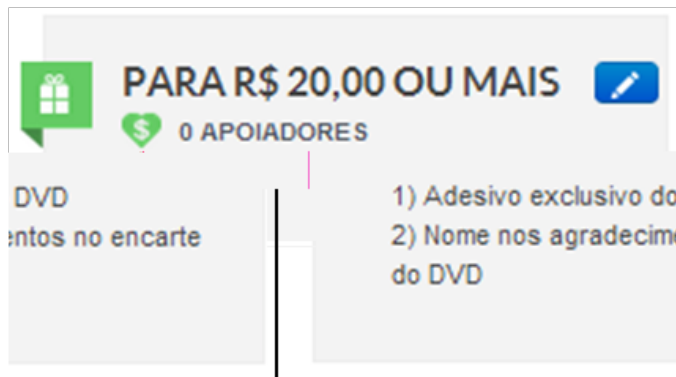 PARA R$ 20,00 OU MAIS
0 APOIADORES
DVD
entos no encarte
1) Adesivo exclusivo do
2) Nome nos agradecime
do DVD